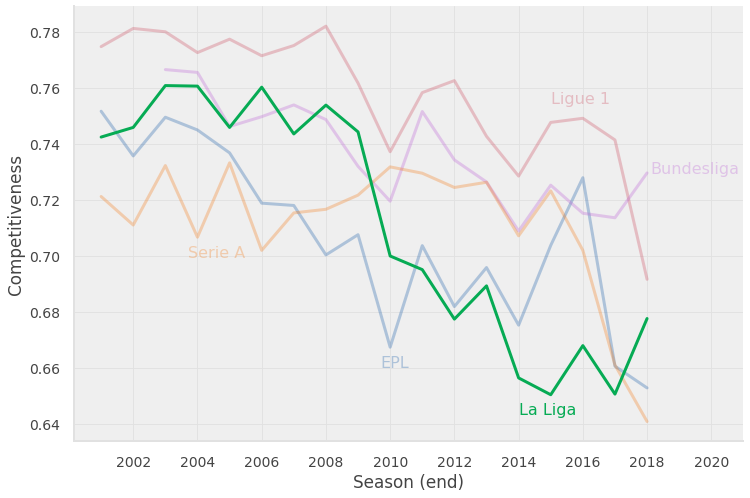 0.78
0.76
0.74
0.72
0.70
0.68
0.66
0.64
Competitiveness
Ligue 1
Bundesliga
Serie A
EPL
La Liga
2002 2004 2006 2008 2010 2012 2014 2016 2018 2020
Season (end)